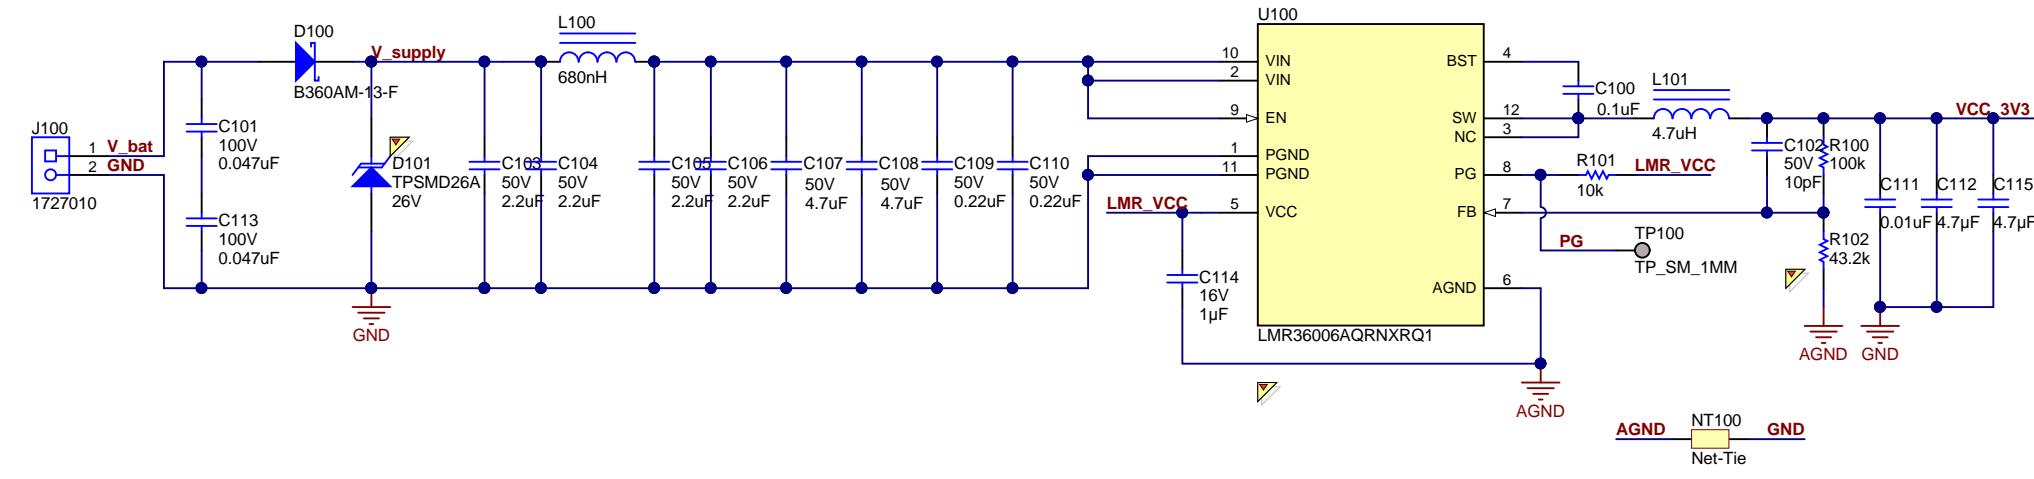 J100
1 V_bat
2 GND
1727010
C101
100V
0.047uF
C113
100V
0.047uF
D100
B360AM-13-F
V_supply
D101
TPSMD26A
26V
GND
C103
50V
2.2uF
C104
50V
2.2uF
L100
680nH
C105
50V
2.2uF
C106
50V
2.2uF
C107
50V
4.7uF
C108
50V
4.7uF
C109
50V
0.22uF
C110
50V
0.22uF
LMR_VCC
C114
16V
1µF
U100
10 VIN
2 VIN
9 EN
1 PGND
11 PGND
5 VCC
BST 4
SW 12
NC 3
PG 8
FB 7
AGND 6
LMR36006AQRNXRQ1
AGND
C100
0.1uF
L101
4.7uH
R101
10k
LMR_VCC
PG
TP100
TP_SM_1MM
C102
50V
10pF
R100
100k
R102
43.2k
AGND
VCC_3V3
C111
0.01uF
C112
4.7µF
C115
4.7µF
GND
AGND
NT100
GND
Net-Tie